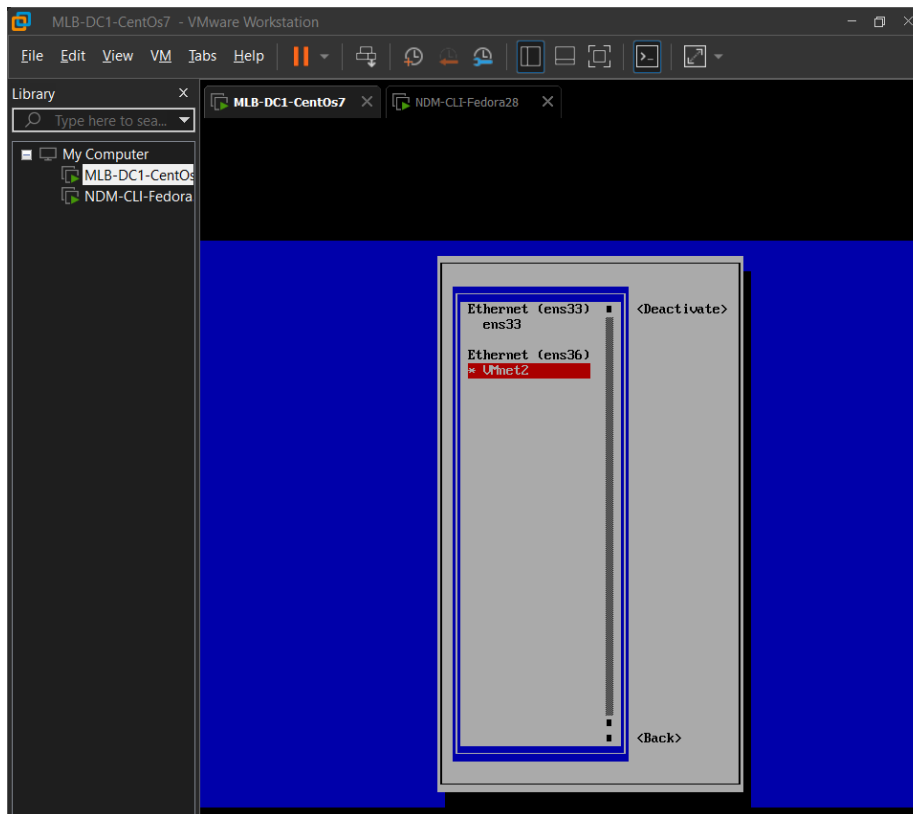 MLB-DC1-CentOs7 - VMware Workstation
File Edit View VM Tabs Help
Library X
Type here to sea...
MLB-DC1-CentOs7
NDM-CLI-Fedora28
My Computer
MLB-DC1-CentOs
NDM-CLI-Fedora
Ethernet (ens33)
<Deactivate>
ens33
Ethernet (ens36)
* VMnet2
<Back>